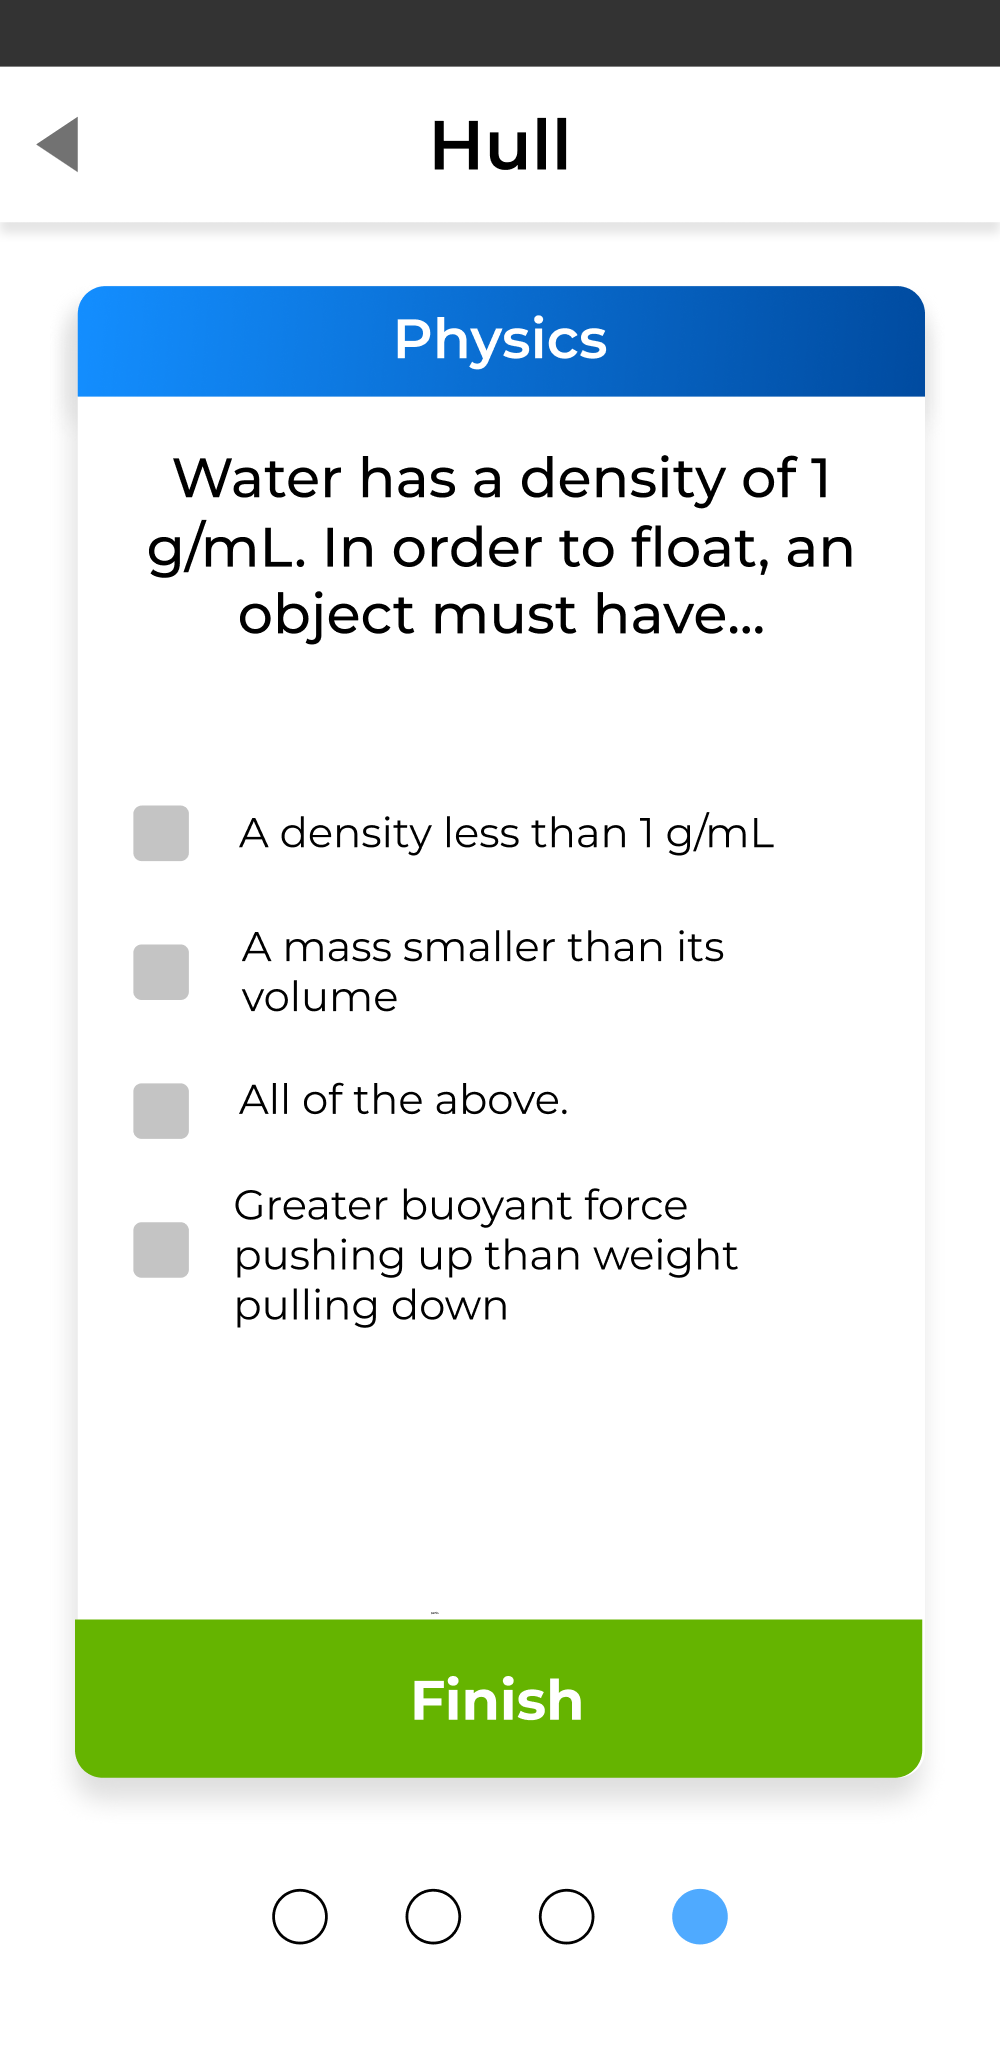 Hull
Physics
Water has a density of 1
g/mL. In order to float, an
object must have...
A density less than 1 g/mL
A mass smaller than its
volume
All of the above.
Greater buoyant force
pushing up than weight
pulling down
Finish